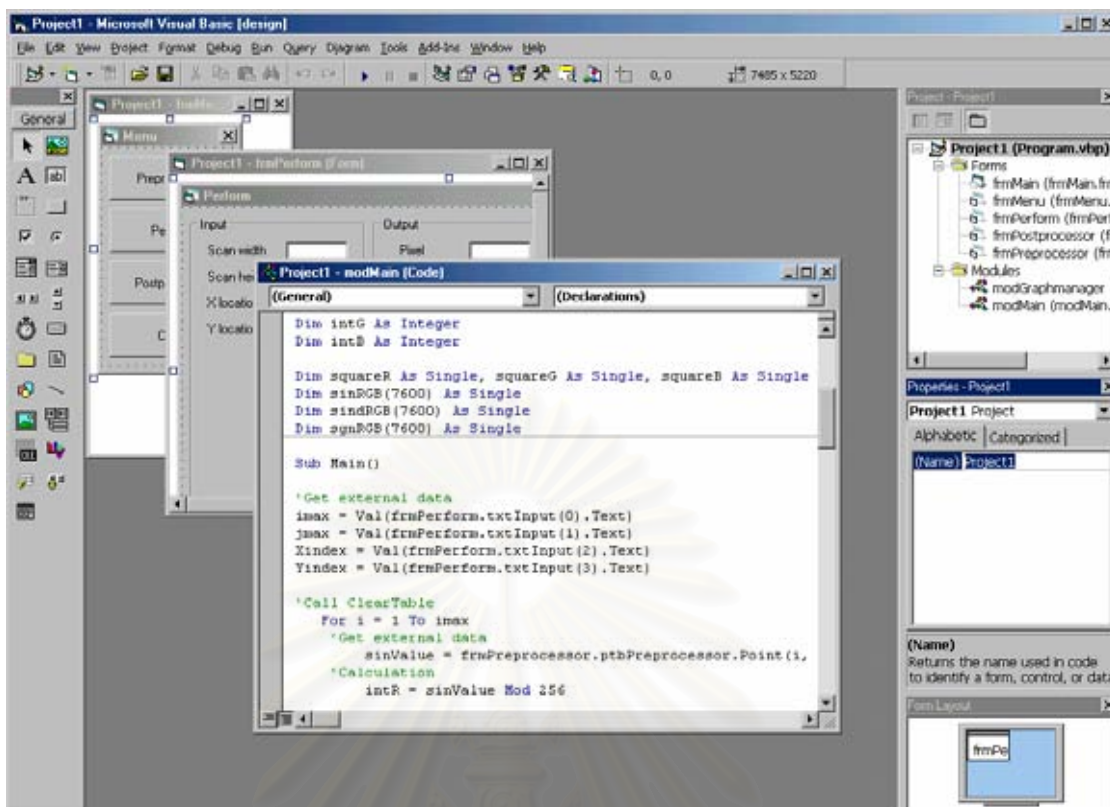 Project1 - Microsoft Visual Basic [design]
File Edit View Project Format Debug Run Query Diagram Tools Add-Ins Window Help
0, 0
7485 x 5220
General
Project1 -
Menu
Project1 - frmPerform (Form)
Perform
Input
Output
Scan width
Pixel
Scan hei
X locatio
Y locatio
Prepr
Pe
Postp
C
Project1 - modMain (Code)
(General)
(Declarations)
Dim intG As Integer
Dim intB As Integer
Dim squareR As Single, squareG As Single, squareB As Single
Dim sinRGB(7600) As Single
Dim sindRGB(7600) As Single
Dim sgnRGB(7600) As Single
Sub Main()
'Get external data
imax = Val(frmPerform.txtInput(0).Text)
jmax = Val(frmPerform.txtInput(1).Text)
Xindex = Val(frmPerform.txtInput(2).Text)
Yindex = Val(frmPerform.txtInput(3).Text)
'Call ClearTable
For i = 1 To imax
'Get external data
sinValue = frmPreprocessor.ptbPreprocessor.Point(i,
'Calculation
intR = sinValue Mod 256
Project - Project1
Project1 (Program.vbp)
Forms
frmMain (frmMain.fr
frmMenu (frmMenu.
frmPerform (frmPerf
frmPostprocessor (f
frmPreprocessor (fr
Modules
modGraphmanager
modMain (modMain.
Properties - Project1
Project1 Project
Alphabetic
Categorized
(Name) Project1
(Name)
Returns the name used in code
to identify a form, control, or data
Form Layout
frmPe